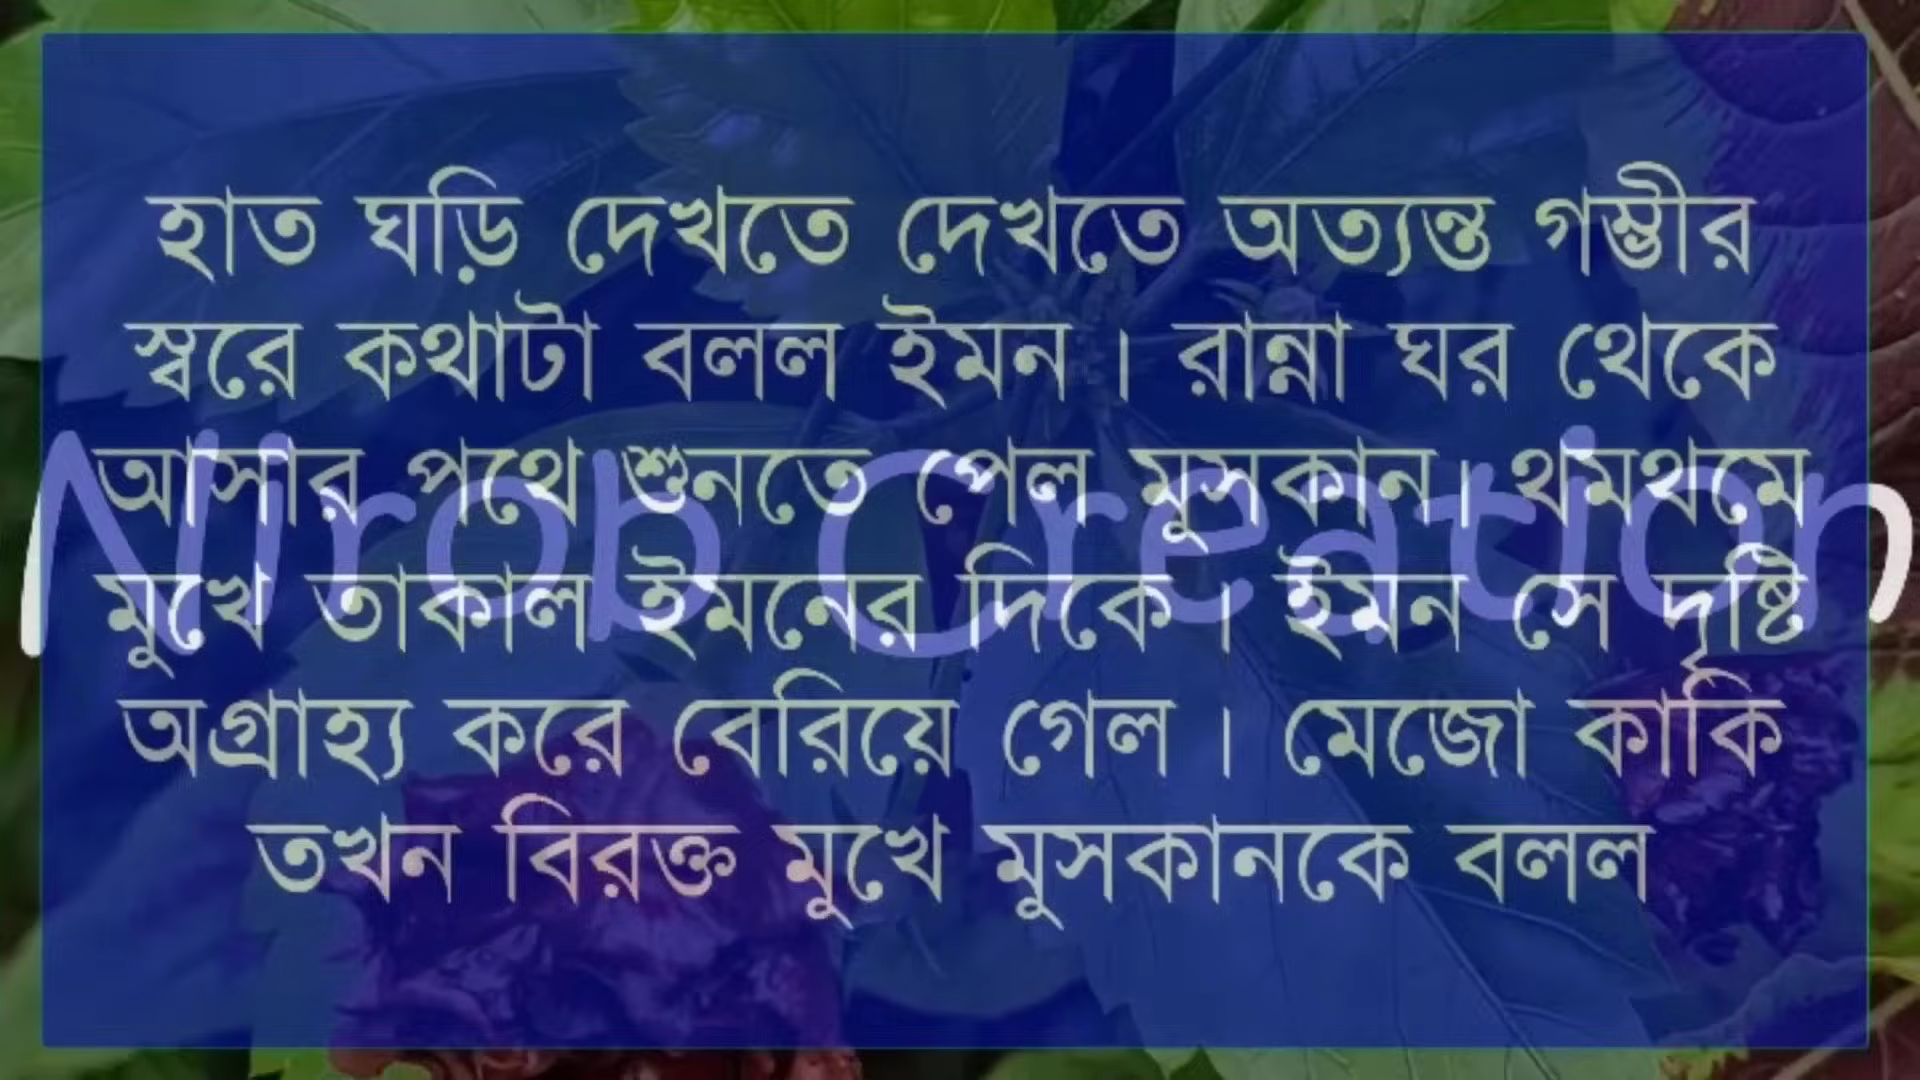 হাত ঘড়ি দেখতে দেখতে অত্যন্ত গম্ভীর
স্বরে কথাটা বলল ইমন। রান্না ঘর থেকে
আসার পথে শুনতে পেল মুসকান। থমথমে
Nirob Creation
মুখে তাকাল ইমনের দিকে। ইমন সে দৃষ্টি
অগ্রাহ্য করে বেরিয়ে গেল। মেজো কাকি
তখন বিরক্ত মুখে মুসকানকে বলল